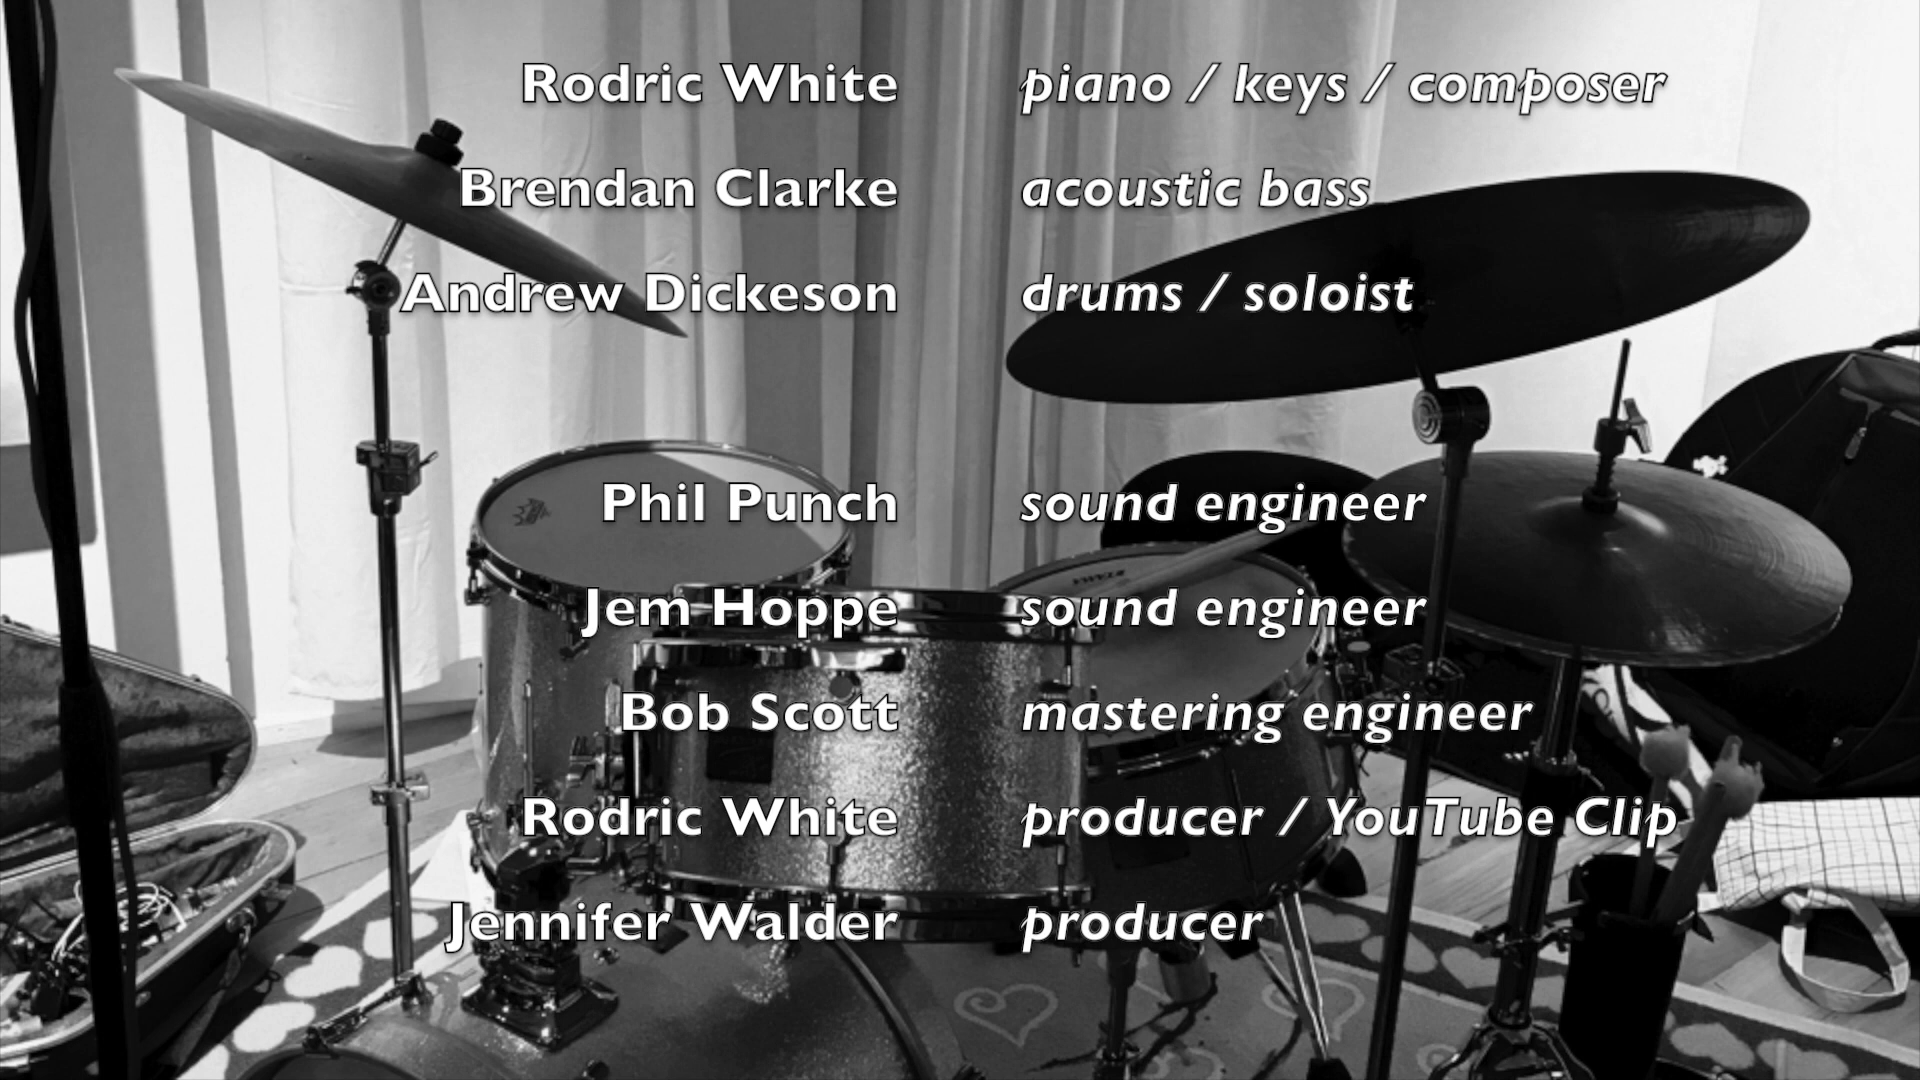 Rodric White piano / keys / composer
Brendan Clarke acoustic bass
Andrew Dickeson drums / soloist
Phil Punch sound engineer
Jem Hoppe sound engineer
TAMA
Bob Scott mastering engineer
Rodric White producer / YouTube Clip
Jennifer Walder producer